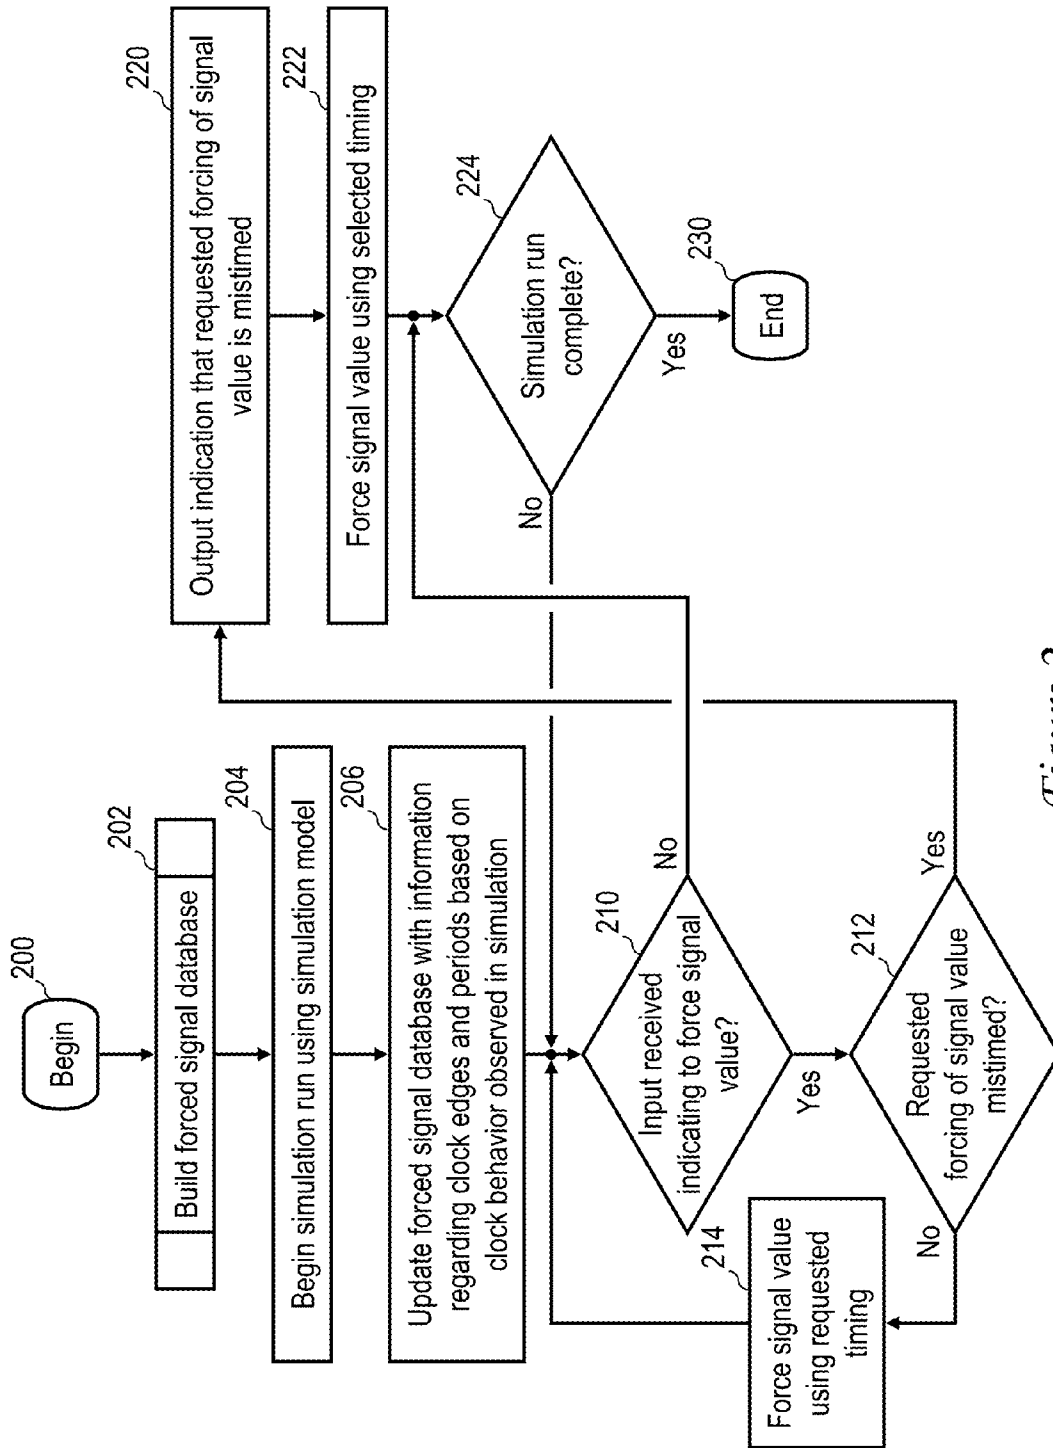 200
Begin
202
Build forced signal database
204
Begin simulation run using simulation model
206
Update forced signal database with information
regarding clock edges and periods based on
clock behavior observed in simulation
210
Input received
indicating to force signal
value?
No
Yes
212
Requested
forcing of signal value
mistimed?
Yes
No
214
Force signal value
using requested
timing
220
Output indication that requested forcing of signal
value is mistimed
222
Force signal value using selected timing
224
Simulation run
complete?
No
Yes
230
End